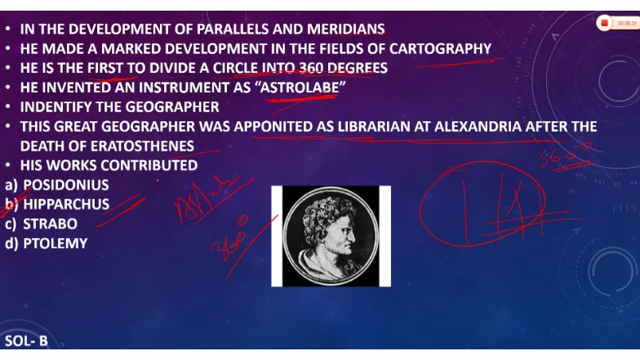 • IN THE DEVELOPMENT OF PARALLELS AND MERIDIANS
• HE MADE A MARKED DEVELOPMENT IN THE FIELDS OF CARTOGRAPHY
• HE IS THE FIRST TO DIVIDE A CIRCLE INTO 360 DEGREES
• HE INVENTED AN INSTRUMENT AS “ASTROLABE”
• INDENTIFY THE GEOGRAPHER
• THIS GREAT GEOGRAPHER WAS APPONITED AS LIBRARIAN AT ALEXANDRIA AFTER THE
DEATH OF ERATOSTHENES
• HIS WORKS CONTRIBUTED
a) POSIDONIUS
b) HIPPARCHUS
c) STRABO
d) PTOLEMY
360°
SOL- B